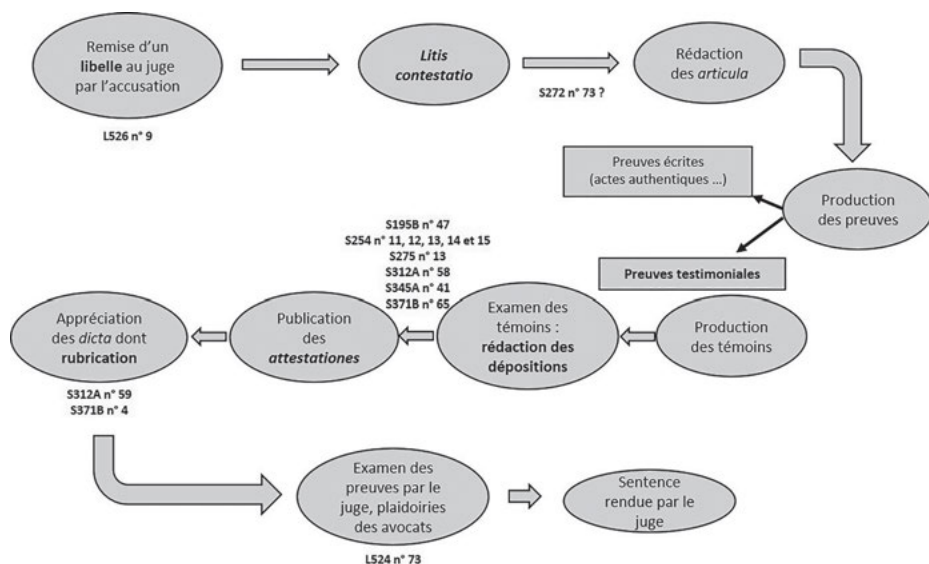 Remise d'un
libelle au juge
par l'accusation
L526 n° 9
Litis
contestatio
S272 n° 73 ?
Rédaction
des articula
Production
des preuves
Preuves écrites
(actes authentiques ...)
Preuves testimoniales
Production
des témoins
Examen des
témoins :
rédaction des
dépositions
S195B n° 47
S254 n° 11, 12, 13, 14 et 15
S275 n° 13
S312A n° 58
S345A n° 41
S371B n° 65
Publication
des
attestationes
Appréciation
des dicta dont
rubrication
S312A n° 59
S371B n° 4
Examen des
preuves par le
juge, plaidoiries
des avocats
L524 n° 73
Sentence
rendue par le
juge